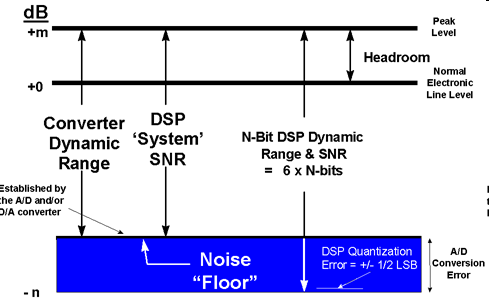 dB
+m
Peak
Level
Headroom
+0
Normal
Electronic
Line Level
Converter
Dynamic
Range
DSP
‘System’
SNR
N-Bit DSP Dynamic
Range & SNR
= 6 x N-bits
Established by
the A/D and/or
D/A converter
Noise
“Floor”
DSP Quantization
Error = +/- 1/2 LSB
A/D
Conversion
Error
- n